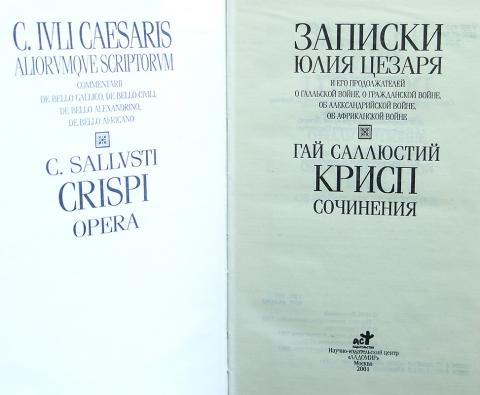 C. IVLI CAESARIS
ALIORVMQVE SCRIPTORVM
COMMENTARII
DE BELLO GALLICO, DE BELLO CIVILI,
DE BELLO ALEXANDRINO,
DE BELLO AFRICANO
C. SALLVSTI
CRISPI
OPERA
ЗАПИСКИ
ЮЛИЯ ЦЕЗАРЯ
И ЕГО ПРОДОЛЖАТЕЛЕЙ
О ГАЛЛЬСКОЙ ВОЙНЕ, О ГРАЖДАНСКОЙ ВОЙНЕ,
ОБ АЛЕКСАНДРИЙСКОЙ ВОЙНЕ,
ОБ АФРИКАНСКОЙ ВОЙНЕ
ГАЙ САЛЛЮСТИЙ
КРИСП
СОЧИНЕНИЯ
аст
ИЗДАТЕЛЬСТВО
Научно-издательский центр
«ЛАДОМИР»
Москва
2001